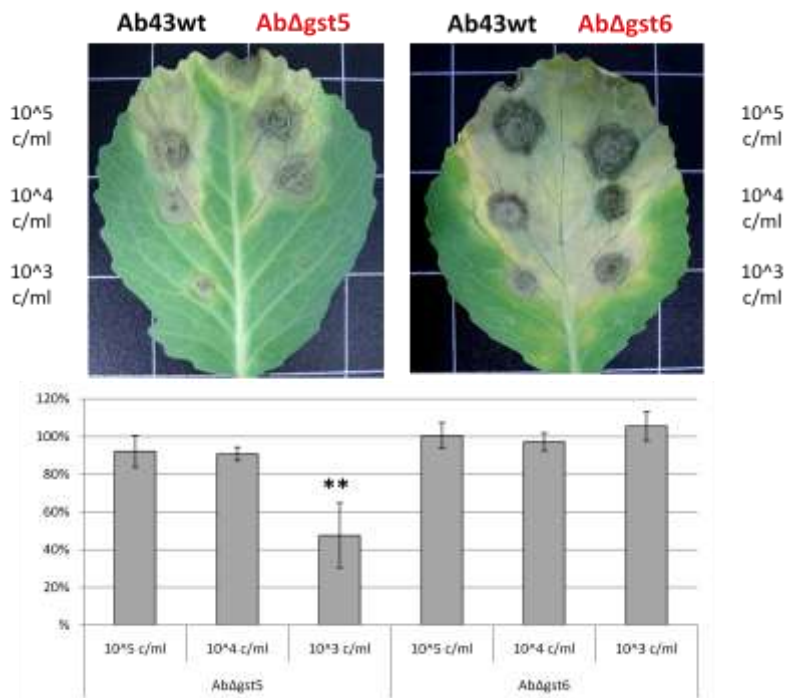 Ab43wt AbΔgst5 Ab43wt AbΔgst6
10^5
c/ml
10^4
c/ml
10^3
c/ml
10^5
c/ml
10^4
c/ml
10^3
c/ml
120%
100%
80%
60%
40%
20%
%
**
10^5 c/ml 10^4 c/ml 10^3 c/ml 10^5 c/ml 10^4 c/ml 10^3 c/ml
AbΔgst5 AbΔgst6